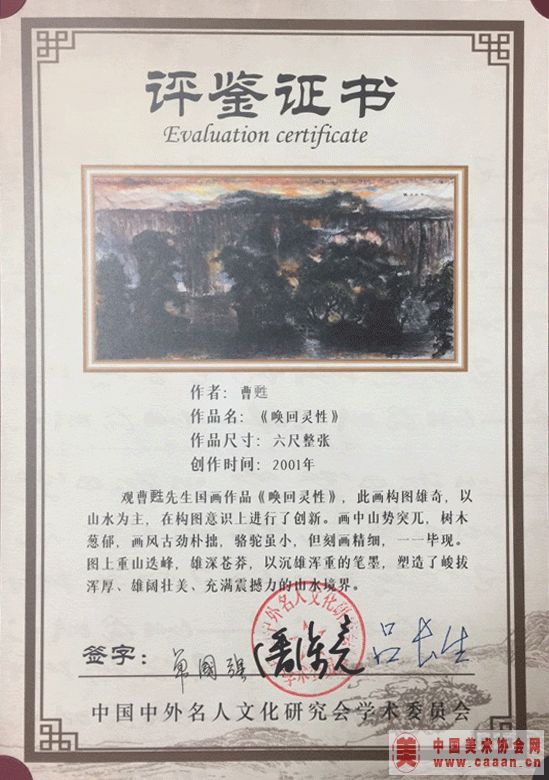 评鉴证书
Evaluation certificate
作者：曹甦
作品名：《唤回灵性》
作品尺寸：六尺整张
创作时间：2001年
观曹甦先生国画作品《唤回灵性》，此画构图雄奇，以
山水为主，在构图意识上进行了创新。画中山势突兀，树木
葱郁，画风古劲朴拙，骆驼虽小，但刻画精细，一一毕现。
图上重山迭峰，雄深苍莽，以沉雄浑重的笔墨，塑造了峻拔
浑厚、雄阔壮美、充满震撼力的山水境界。
签字：单国强 吕长生
中国中外名人文化研究会学术委员会
美 中国美术协会网
www.caaan.cn